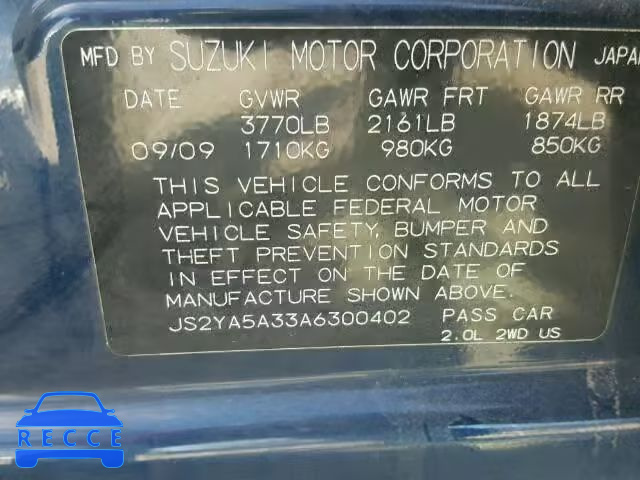 MFD BY SUZUKI MOTOR CORPORATION JAPAN
DATE GVWR GAWR FRT GAWR RR
3770LB 2161LB 1874LB
09/09 1710KG 980KG 850KG
THIS VEHICLE CONFORMS TO ALL
APPLICABLE FEDERAL MOTOR
VEHICLE SAFETY, BUMPER AND
THEFT PREVENTION STANDARDS
IN EFFECT ON THE DATE OF
MANUFACTURE SHOWN ABOVE.
JS2YA5A33A6300402 PASS CAR
2.0L 2WD US
RECCE